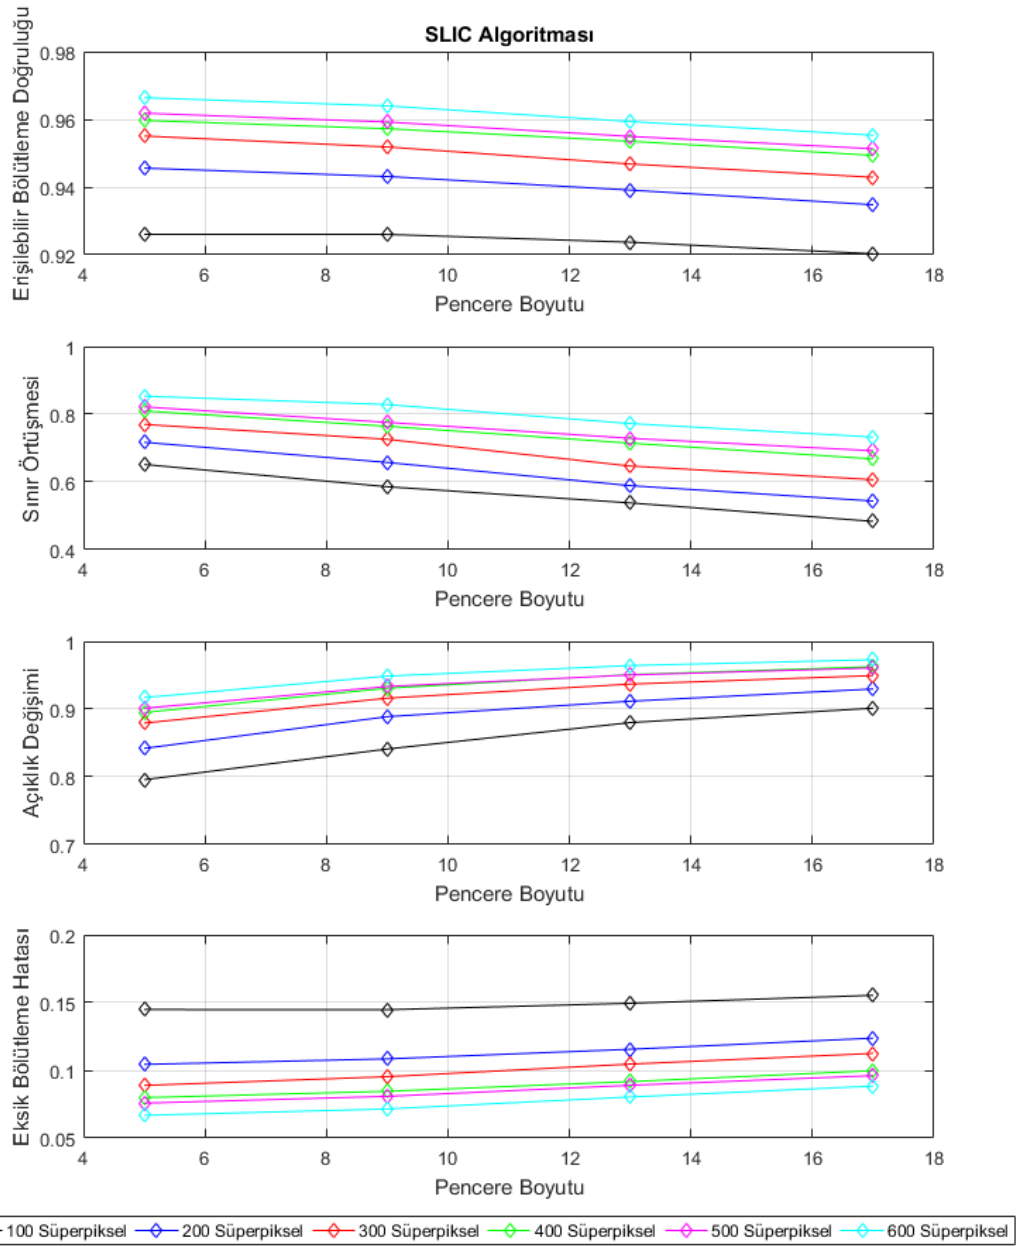 SLIC Algoritması
Erişilebilir Bölütleme Doğruluğu
0.98
0.96
0.94
0.92
4 6 8 10 12 14 16 18
Pencere Boyutu
Sınır Örtüşmesi
1
0.8
0.6
0.4
4 6 8 10 12 14 16 18
Pencere Boyutu
Açıklık Değişimi
1
0.9
0.8
0.7
4 6 8 10 12 14 16 18
Pencere Boyutu
Eksik Bölütleme Hatası
0.2
0.15
0.1
0.05
4 6 8 10 12 14 16 18
Pencere Boyutu
100 Süperpiksel 200 Süperpiksel 300 Süperpiksel 400 Süperpiksel 500 Süperpiksel 600 Süperpiksel